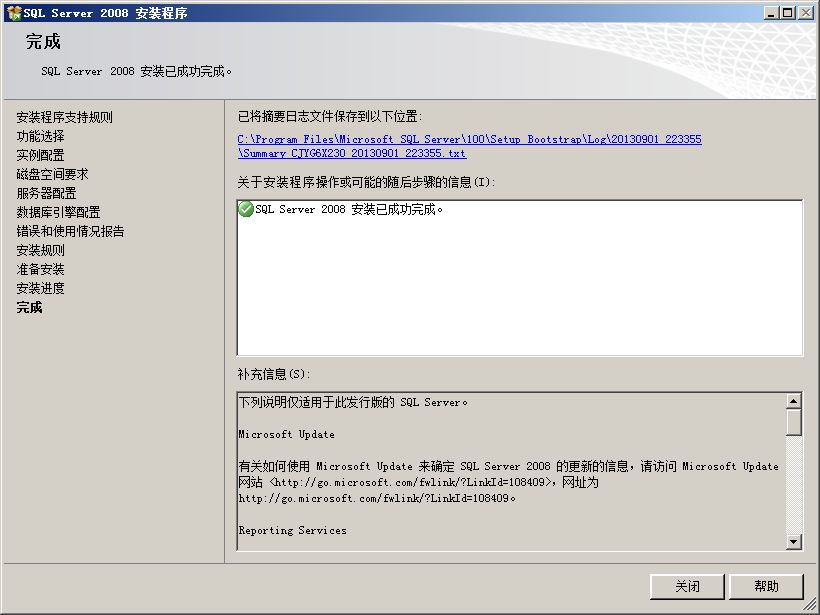 SQL Server 2008 安装程序
完成
SQL Server 2008 安装已成功完成。
安装程序支持规则
功能选择
实例配置
磁盘空间要求
服务器配置
数据库引擎配置
错误和使用情况报告
安装规则
准备安装
安装进度
完成
已将摘要日志文件保存到以下位置:
C:\Program Files\Microsoft SQL Server\100\Setup Bootstrap\Log\20130901_223355
\Summary_CJYG6X230_20130901_223355.txt
关于安装程序操作或可能的随后步骤的信息(I):
SQL Server 2008 安装已成功完成。
补充信息(S):
下列说明仅适用于此发行版的 SQL Server。
Microsoft Update
有关如何使用 Microsoft Update 来确定 SQL Server 2008 的更新的信息，请访问 Microsoft Update
网站 <http://go.microsoft.com/fwlink/?LinkId=108409>，网址为
http://go.microsoft.com/fwlink/?LinkId=108409。
Reporting Services
关闭
帮助